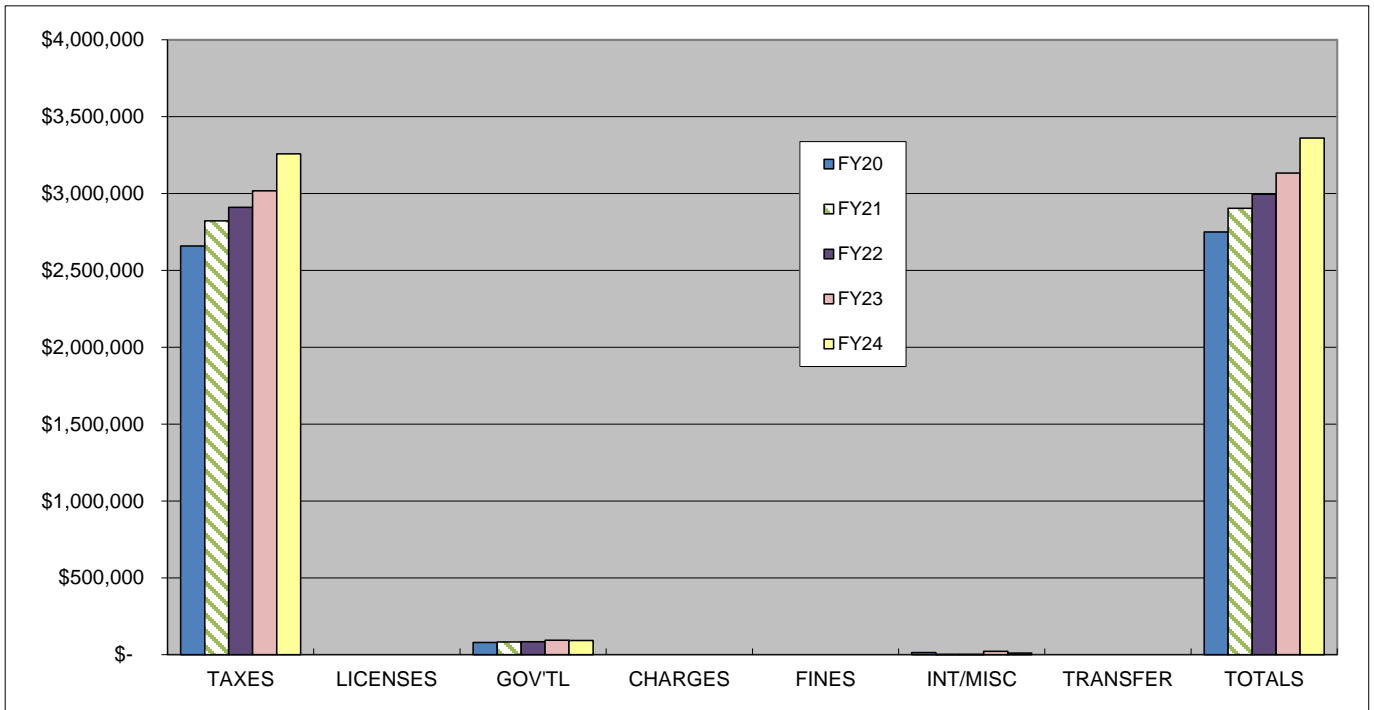 $4,000,000
$3,500,000
$3,000,000
$2,500,000
$2,000,000
$1,500,000
$1,000,000
$500,000
$-
FY20
FY21
FY22
FY23
FY24
TAXES LICENSES GOV'TL CHARGES FINES INT/MISC TRANSFER TOTALS